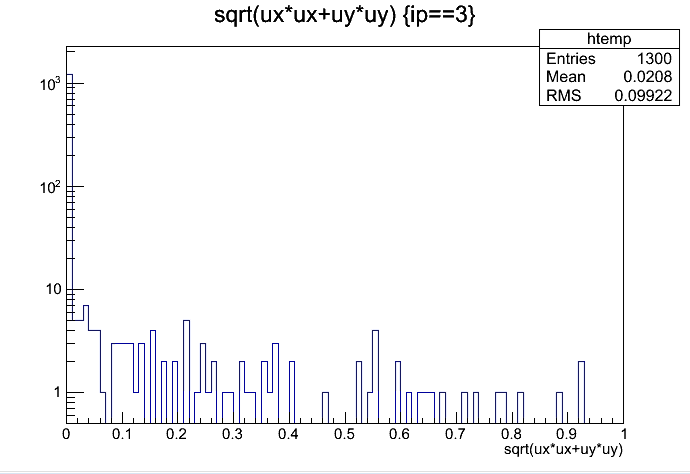 sqrt(ux*ux+uy*uy) {ip==3}
htemp
Entries 1300
Mean 0.0208
RMS 0.09922
10³
10²
10
1
0 0.1 0.2 0.3 0.4 0.5 0.6 0.7 0.8 0.9 1
sqrt(ux*ux+uy*uy)